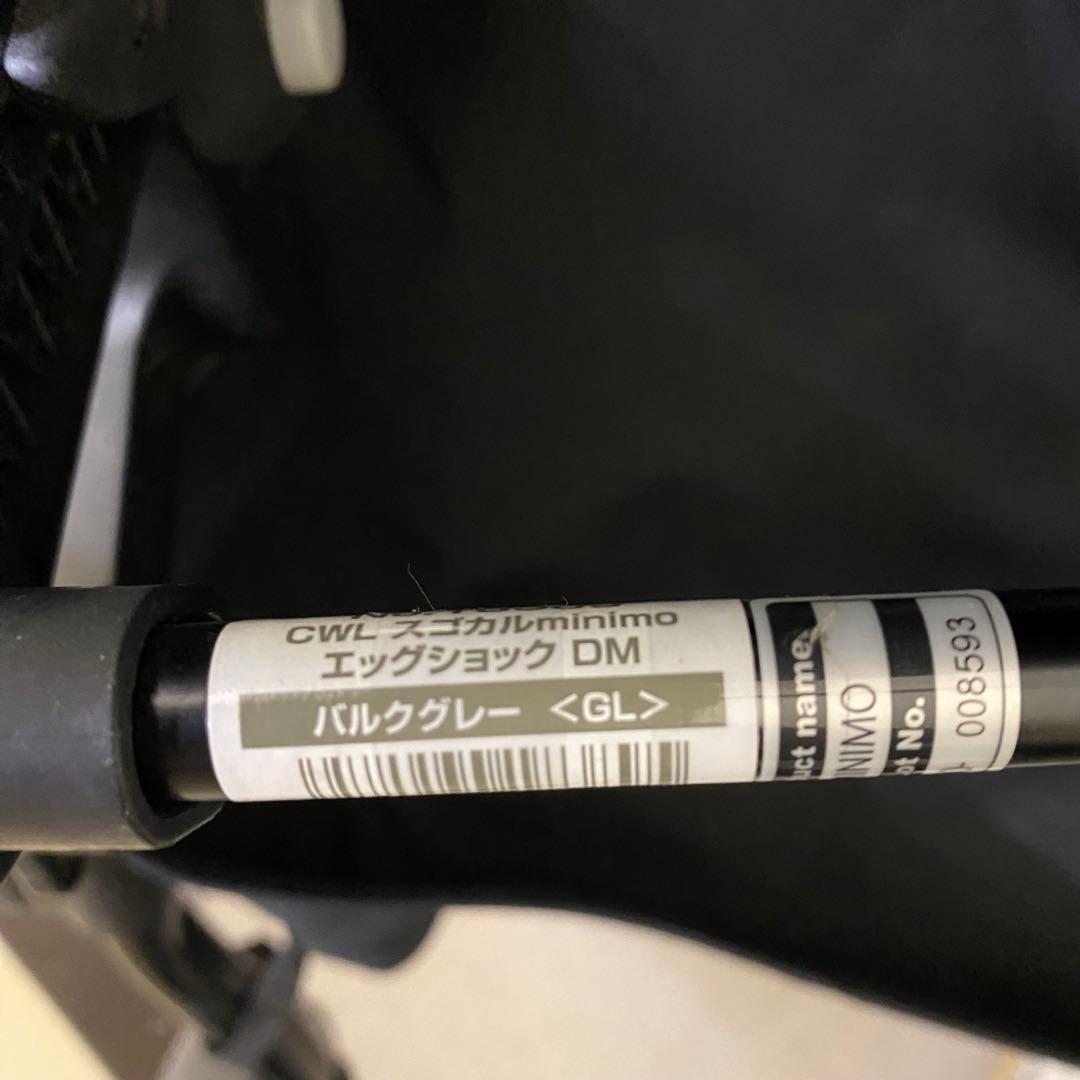 CWL スゴカルminimo
エッグショック DM
バルクグレー <GL>
uct name
NIMO
ot No.
008593